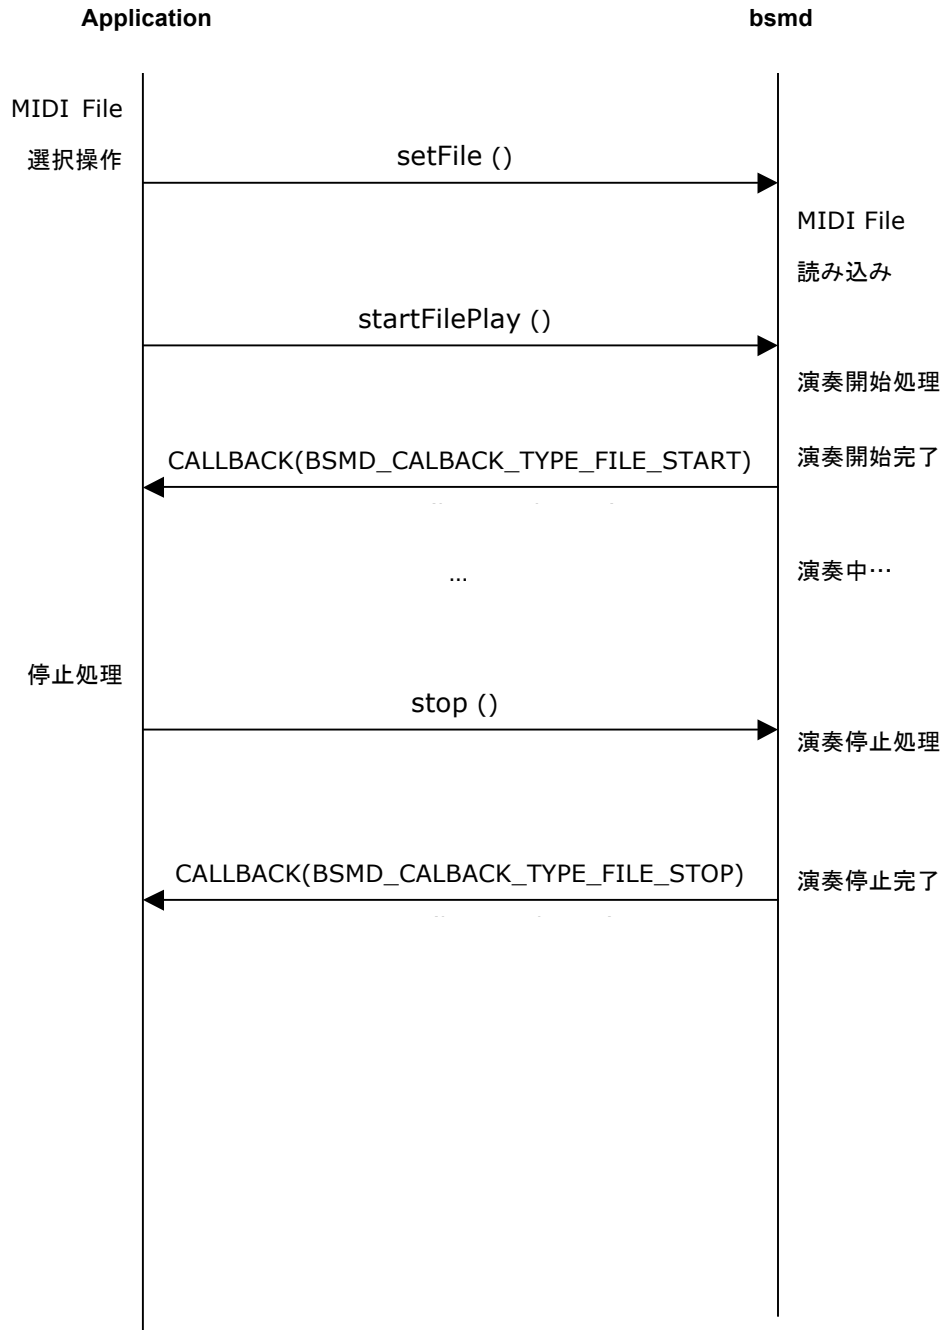 Application
bsmd
MIDI File
選択操作
setFile ()
MIDI File
読み込み
startFilePlay ()
演奏開始処理
CALLBACK(BSMD_CALBACK_TYPE_FILE_START)
演奏開始完了
…
演奏中…
停止処理
stop ()
演奏停止処理
CALLBACK(BSMD_CALBACK_TYPE_FILE_STOP)
演奏停止完了